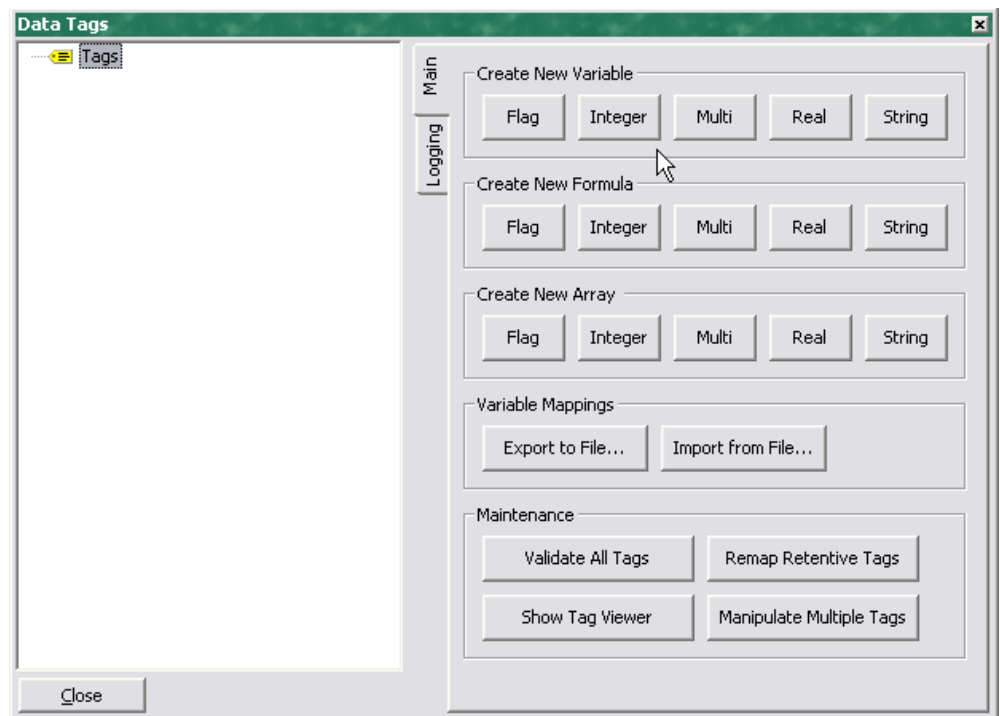 Data Tags
Tags
Main
Logging
Create New Variable
Flag Integer Multi Real String
Create New Formula
Flag Integer Multi Real String
Create New Array
Flag Integer Multi Real String
Variable Mappings
Export to File... Import from File...
Maintenance
Validate All Tags Remap Retentive Tags
Show Tag Viewer Manipulate Multiple Tags
Close